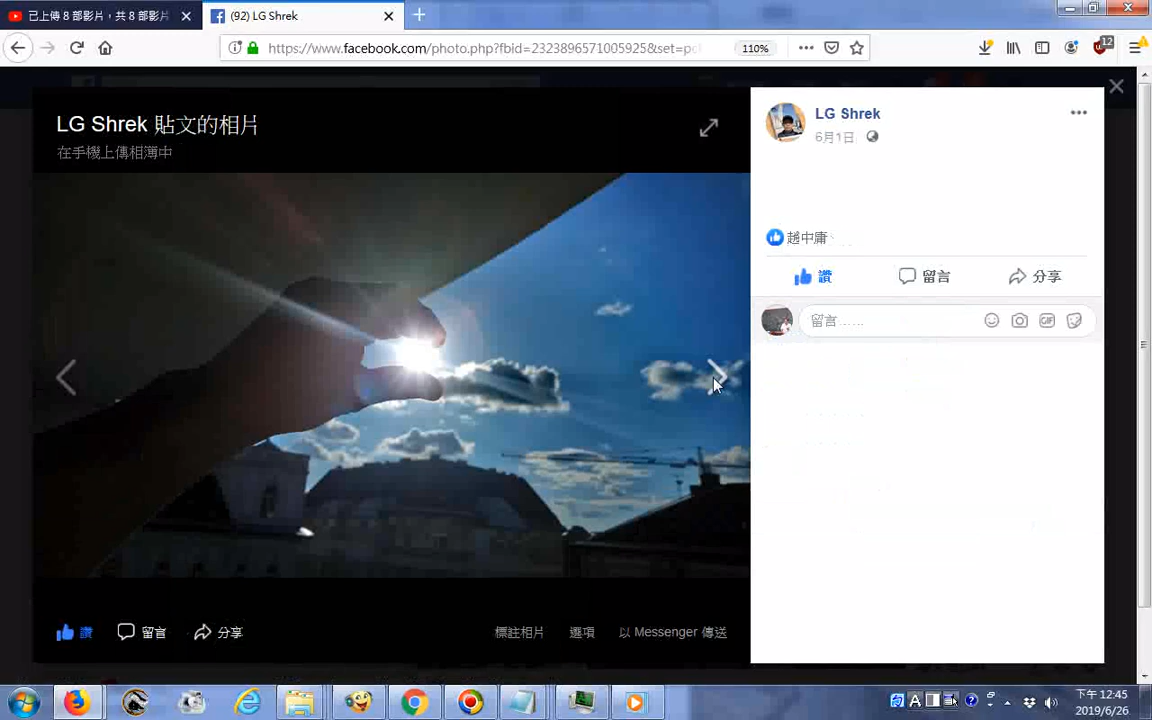 已上傳 8 部影片，共 8 部影片
(92) LG Shrek
https://www.facebook.com/photo.php?fbid=2323896571005925&set=pc
110%
12
LG Shrek 貼文的相片
在手機上傳相簿中
LG Shrek
6月1日
趙中庸
讚
留言
分享
留言……
GIF
讚
留言
分享
標註相片
選項
以 Messenger 傳送
A
下午 12:45
2019/6/26